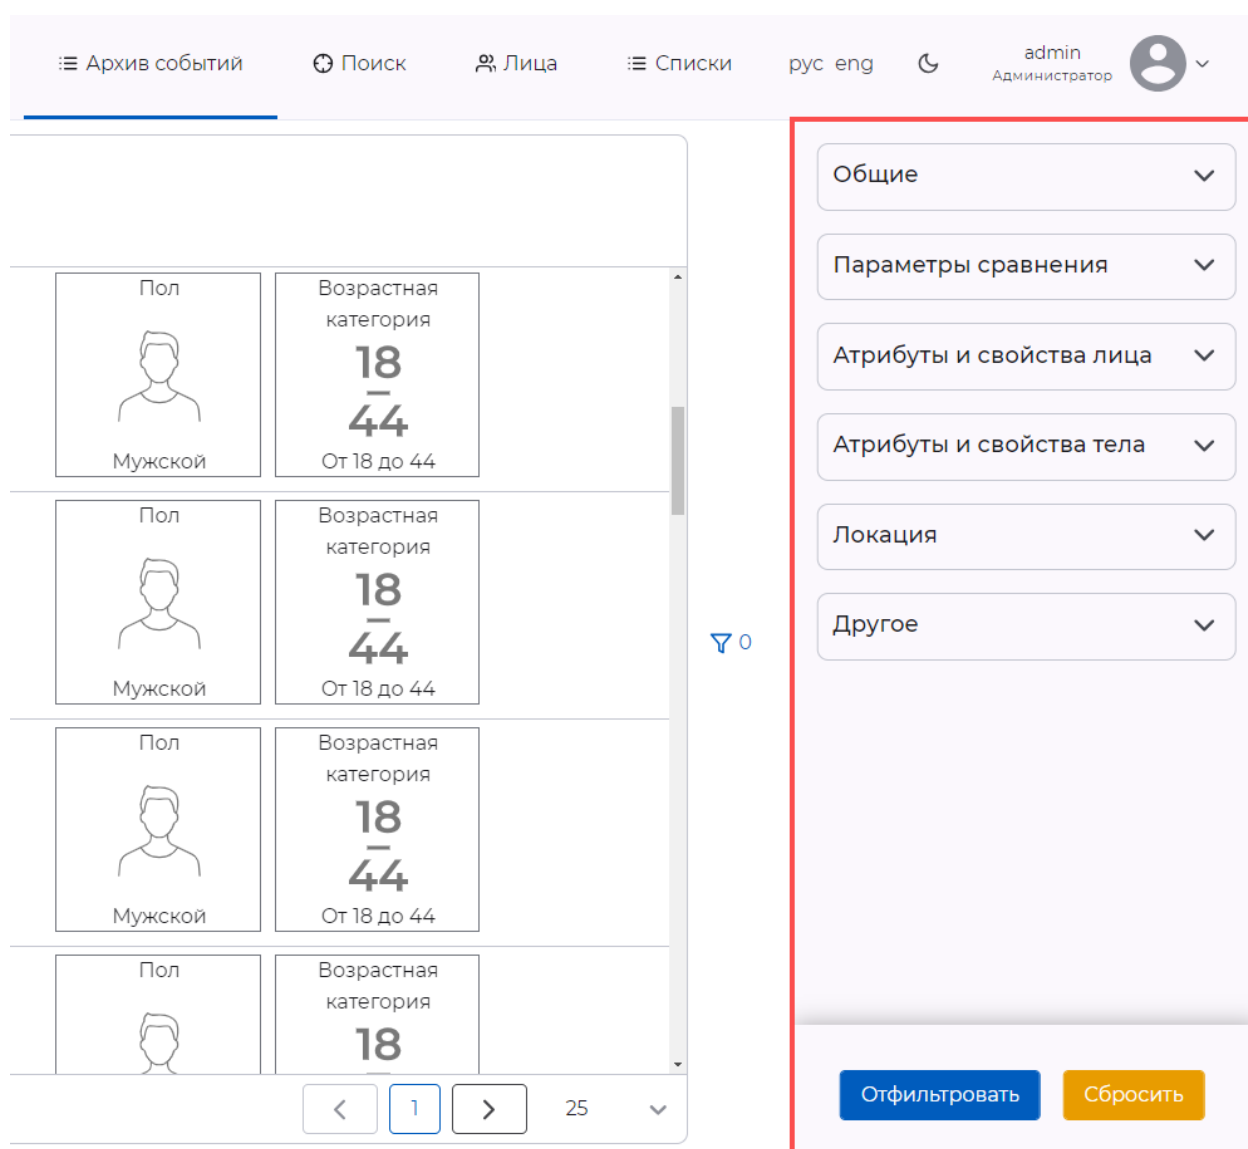 Архив событий
Поиск
Лица
Списки
рус eng
admin
Администратор
Пол
Мужской
Возрастная
категория
18
44
От 18 до 44
Пол
Мужской
Возрастная
категория
18
44
От 18 до 44
Пол
Мужской
Возрастная
категория
18
44
От 18 до 44
Пол
Возрастная
категория
18
1
25
0
Общие
Параметры сравнения
Атрибуты и свойства лица
Атрибуты и свойства тела
Локация
Другое
Отфильтровать
Сбросить